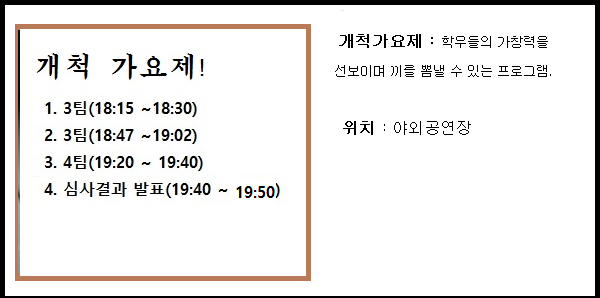 개척 가요제!
1. 3팀(18:15 ~18:30)
2. 3팀(18:47 ~19:02)
3. 4팀(19:20 ~ 19:40)
4. 심사결과 발표(19:40 ~ 19:50)
개척가요제 : 학우들의 가창력을
선보이며 끼를 뽐낼 수 있는 프로그램.
위치 : 야외공연장